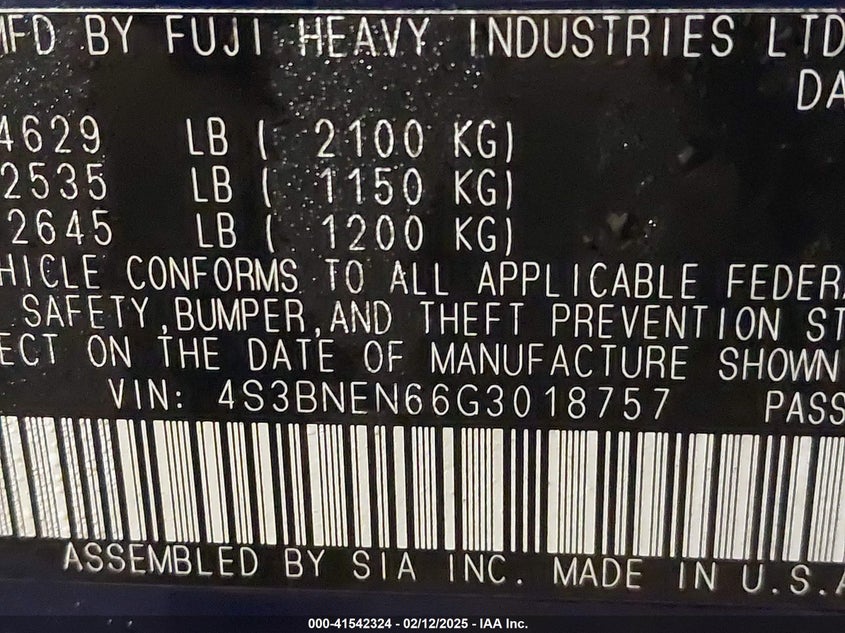 MFD BY FUJI HEAVY INDUSTRIES LTD
DA
4629 LB ( 2100 KG)
2535 LB ( 1150 KG)
2645 LB ( 1200 KG)
HICLE CONFORMS TO ALL APPLICABLE FEDERA
SAFETY,BUMPER,AND THEFT PREVENTION ST
ECT ON THE DATE OF MANUFACTURE SHOWN
VIN: 4S3BNEN66G3018757 PASS
ASSEMBLED BY SIA INC. MADE IN U.S.A
000-41542324 - 02/12/2025 - IAA Inc.